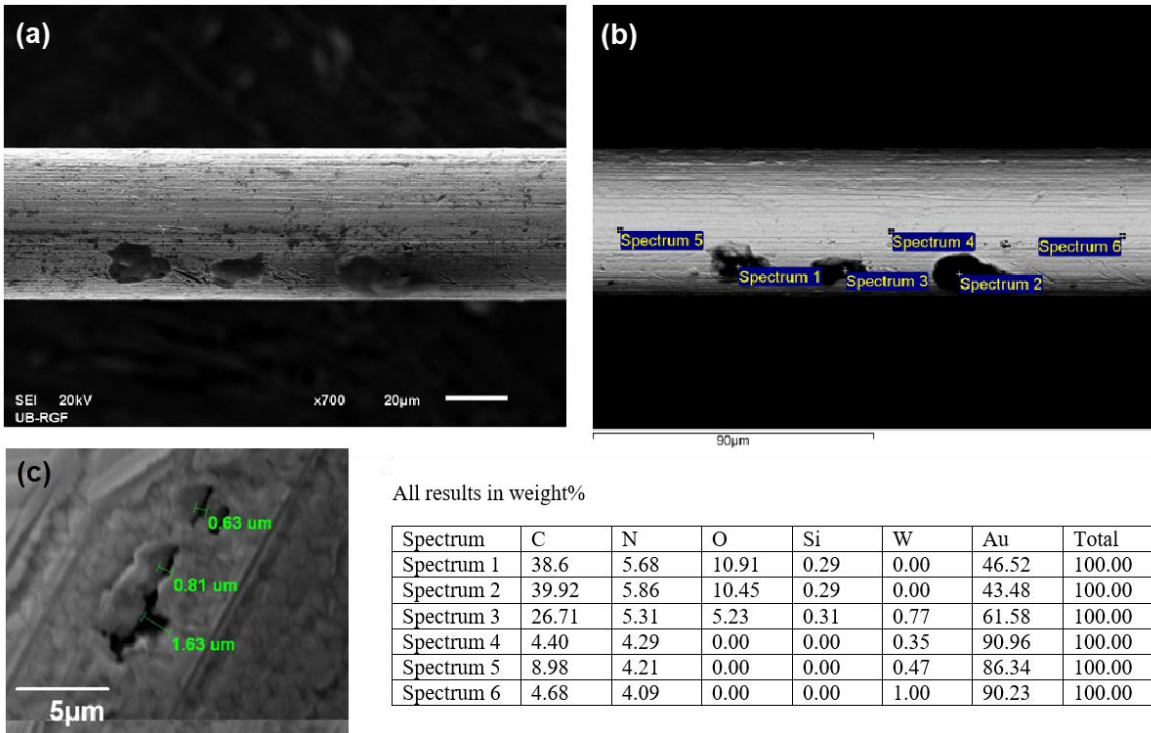 (a)
SEI 20kV x700 20µm
UB-RGF
(b)
Spectrum 5
Spectrum 4
Spectrum 6
Spectrum 1
Spectrum 3
Spectrum 2
90µm
(c)
0.63 um
0.81 um
1.63 um
5µm
All results in weight%
Spectrum C N O Si W Au Total
Spectrum 1 38.6 5.68 10.91 0.29 0.00 46.52 100.00
Spectrum 2 39.92 5.86 10.45 0.29 0.00 43.48 100.00
Spectrum 3 26.71 5.31 5.23 0.31 0.77 61.58 100.00
Spectrum 4 4.40 4.29 0.00 0.00 0.35 90.96 100.00
Spectrum 5 8.98 4.21 0.00 0.00 0.47 86.34 100.00
Spectrum 6 4.68 4.09 0.00 0.00 1.00 90.23 100.00